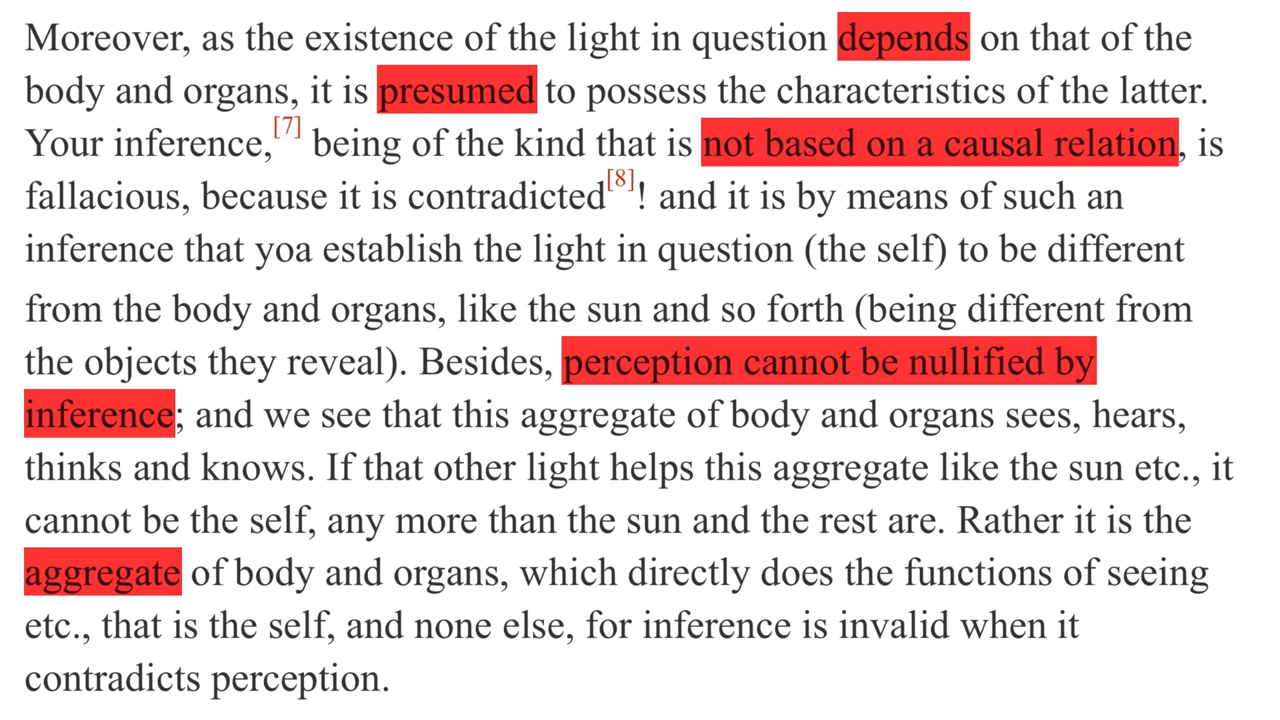 Moreover, as the existence of the light in question depends on that of the
body and organs, it is presumed to possess the characteristics of the latter.
Your inference,[7] being of the kind that is not based on a causal relation, is
fallacious, because it is contradicted[8]! and it is by means of such an
inference that yoa establish the light in question (the self) to be different
from the body and organs, like the sun and so forth (being different from
the objects they reveal). Besides, perception cannot be nullified by
inference; and we see that this aggregate of body and organs sees, hears,
thinks and knows. If that other light helps this aggregate like the sun etc., it
cannot be the self, any more than the sun and the rest are. Rather it is the
aggregate of body and organs, which directly does the functions of seeing
etc., that is the self, and none else, for inference is invalid when it
contradicts perception.